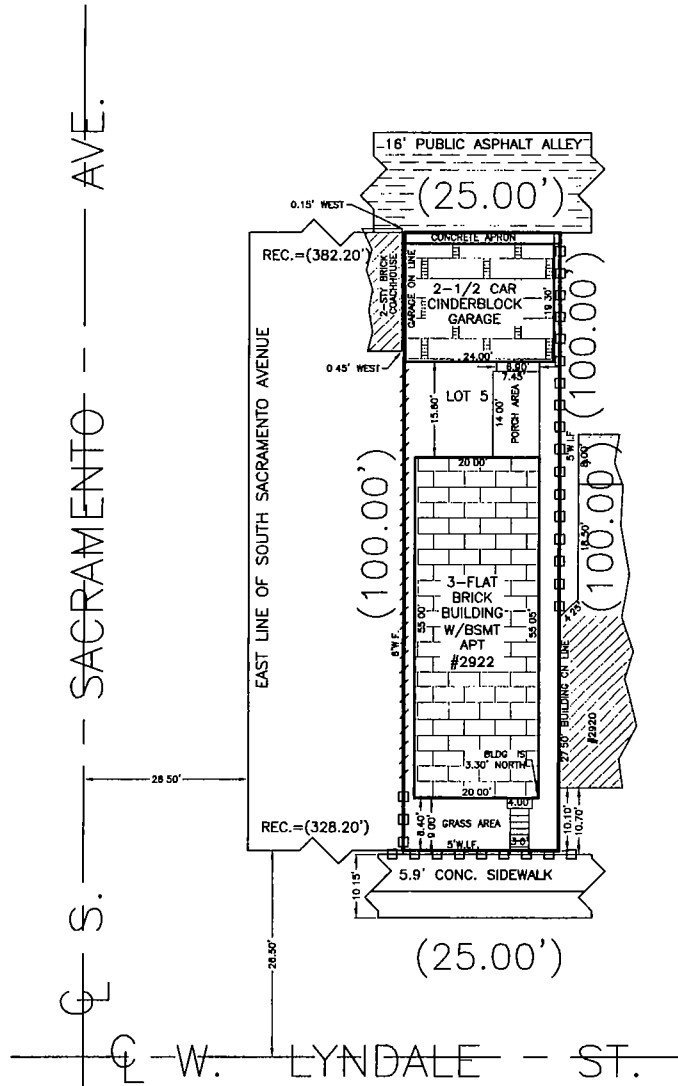 16' PUBLIC ASPHALT ALLEY
(25.00')
0.15' WEST
CONCRETE APRON
REC.=(382.20')
2-STY BRICK
COACHHOUSE
GARAGE ON LINE
2-1/2 CAR
CINDERBLOCK
GARAGE
19.30'
24.00'
(100.00')
0.45' WEST
7.45'
LOT 5
15.80'
14.00'
PORCH AREA
5'W.I.F.
18.50'
(100.00')
20.00'
(100.00')
3-FLAT
BRICK
BUILDING
W/BSMT
APT
#2922
55.00'
55.05'
6'W.F.
4.25'
27.50' BUILDING ON LINE
#2920
BLDG IS
3.30' NORTH
20.00'
4.00'
GRASS AREA
8.40'
9.00'
10.10'
10.70'
REC.=(328.20')
5'W.I.F.
5.9' CONC. SIDEWALK
10.15'
(25.00')
EAST LINE OF SOUTH SACRAMENTO AVENUE
28.50'
28.50'
S. SACRAMENTO AVE.
W. LYNDALE ST.